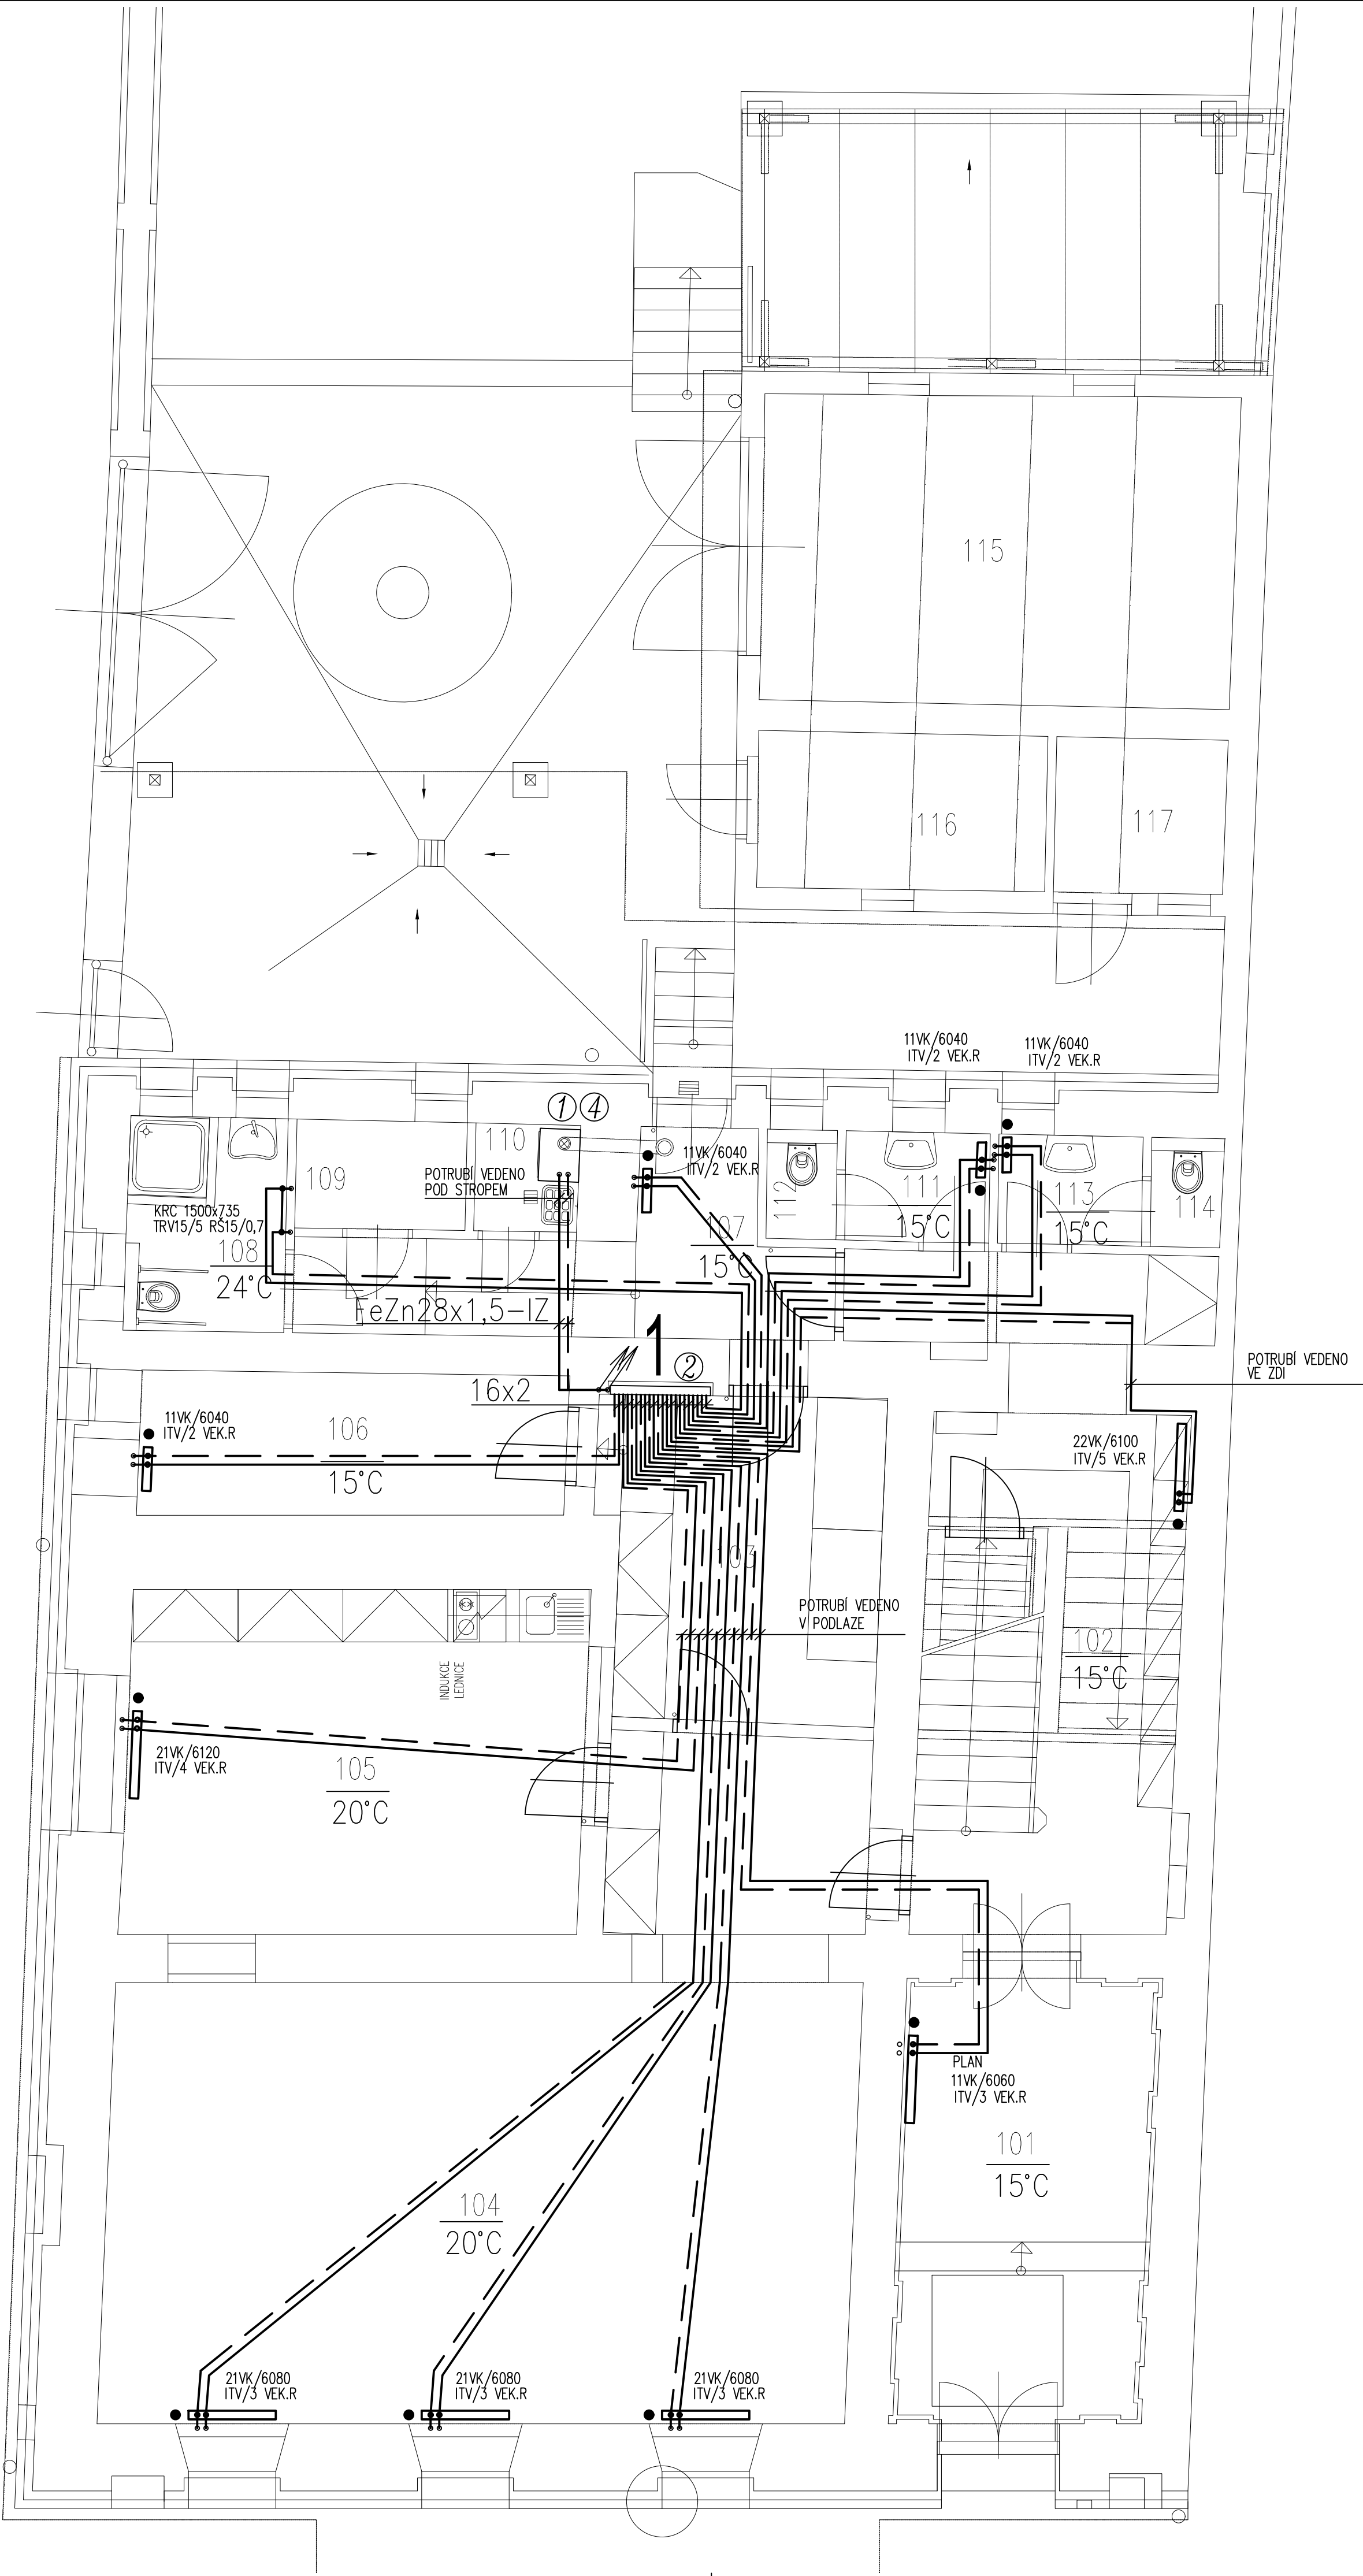 115
116
117
11VK/6040
ITV/2 VEK.R
11VK/6040
ITV/2 VEK.R
1
4
110
POTRUBÍ VEDENO
POD STROPEM
11VK/6040
ITV/2 VEK.R
109
112
111
15°C
113
15°C
114
KRC 1500x735
TRV15/5 RŠ15/0,7
108
24°C
107
15°C
FeZn28x1,5-IZ
1
2
16x2
POTRUBÍ VEDENO
VE ZDI
11VK/6040
ITV/2 VEK.R
106
15°C
22VK/6100
ITV/5 VEK.R
103
POTRUBÍ VEDENO
V PODLAZE
102
15°C
INDUKCE
LEDNICE
21VK/6120
ITV/4 VEK.R
105
20°C
PLAN
11VK/6060
ITV/3 VEK.R
101
15°C
104
20°C
21VK/6080
ITV/3 VEK.R
21VK/6080
ITV/3 VEK.R
21VK/6080
ITV/3 VEK.R